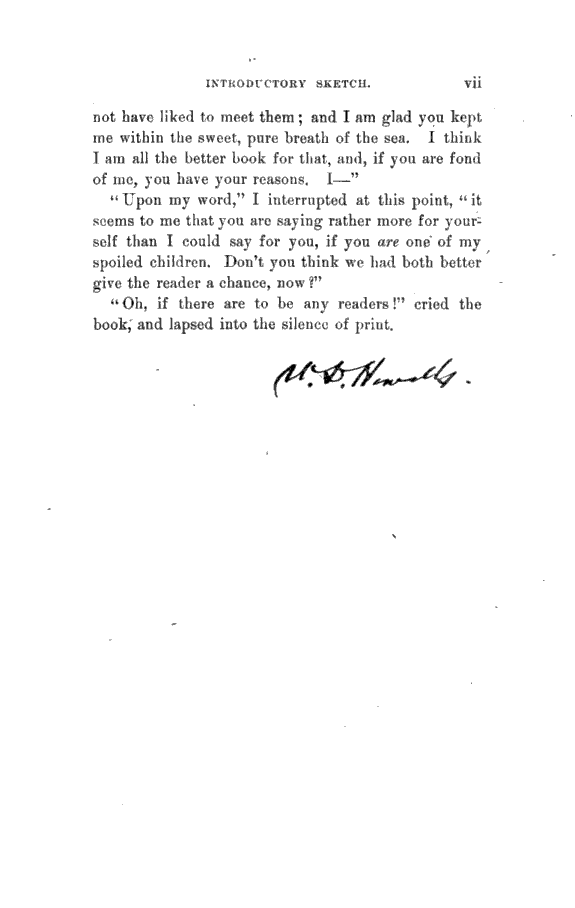 INTRODUCTORY SKETCH. vii
not have liked to meet them; and I am glad you kept
me within the sweet, pure breath of the sea. I think
I am all the better book for that, and, if you are fond
of me, you have your reasons. I—"
"Upon my word," I interrupted at this point, "it
seems to me that you are saying rather more for your-
self than I could say for you, if you are one of my
spoiled children. Don't you think we had both better
give the reader a chance, now?"
"Oh, if there are to be any readers!" cried the
book, and lapsed into the silence of print.
W. D. Howells.